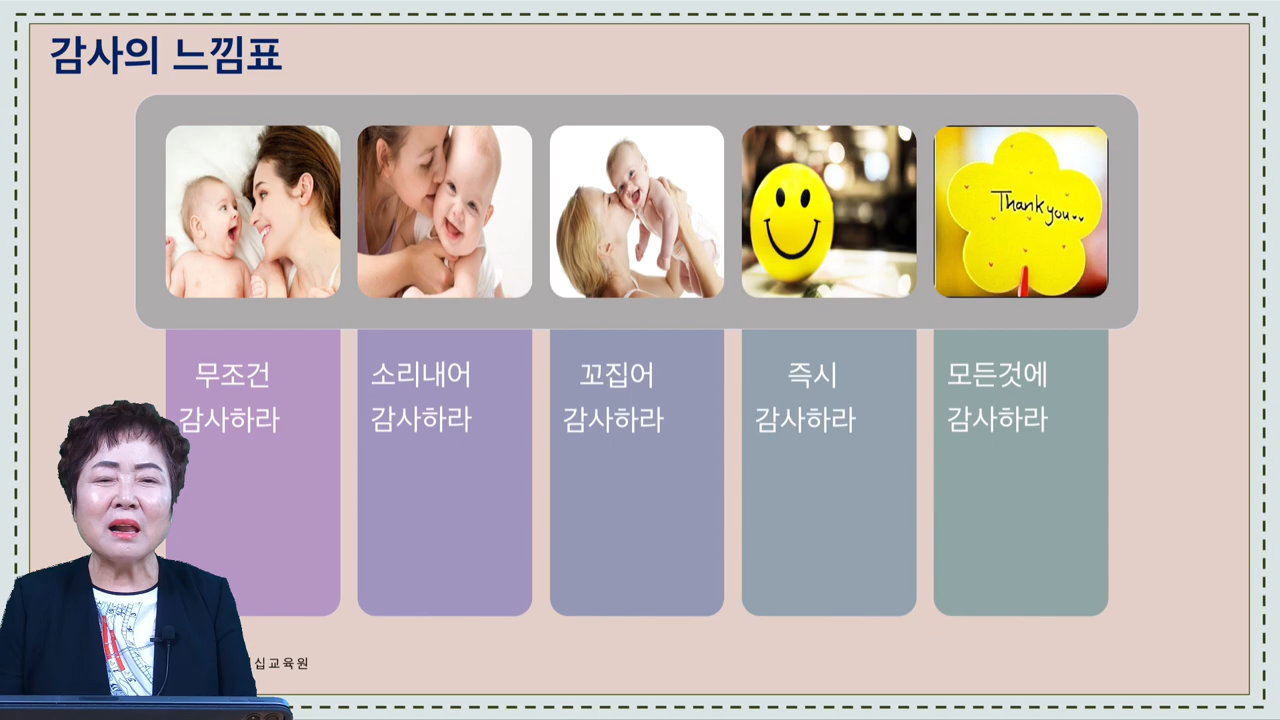 감사의 느낌표
Thank you..
무조건
감사하라
소리내어
감사하라
꼬집어
감사하라
즉시
감사하라
모든것에
감사하라
십교육원